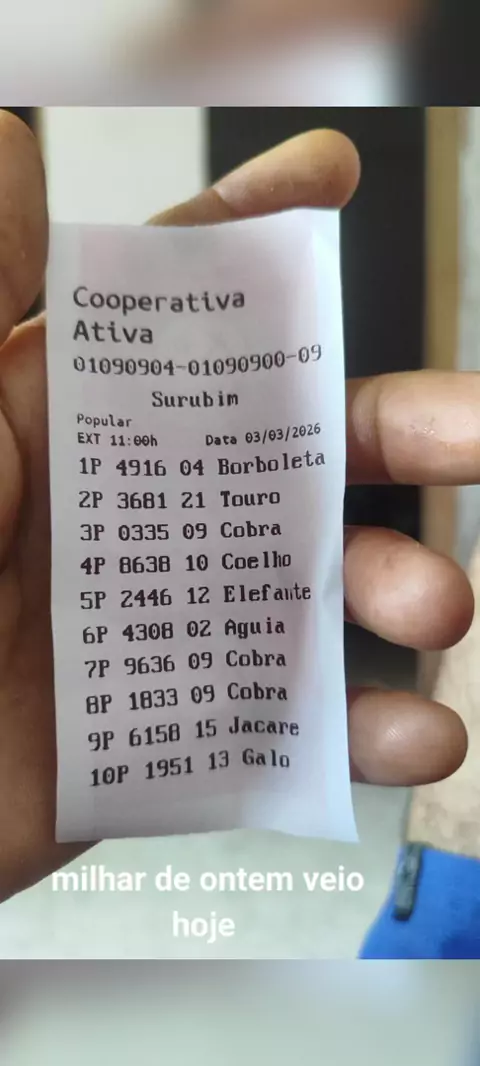 Cooperativa
Ativa
01090904-01090900-09
Surubim
Popular
EXT 11:00h Data 03/03/2026
1P 4916 04 Borboleta
2P 3681 21 Touro
3P 0335 09 Cobra
4P 8638 10 Coelho
5P 2446 12 Elefante
6P 4308 02 Aguia
7P 9636 09 Cobra
8P 1833 09 Cobra
9P 6158 15 Jacare
10P 1951 13 Galo
milhar de ontem veio
hoje